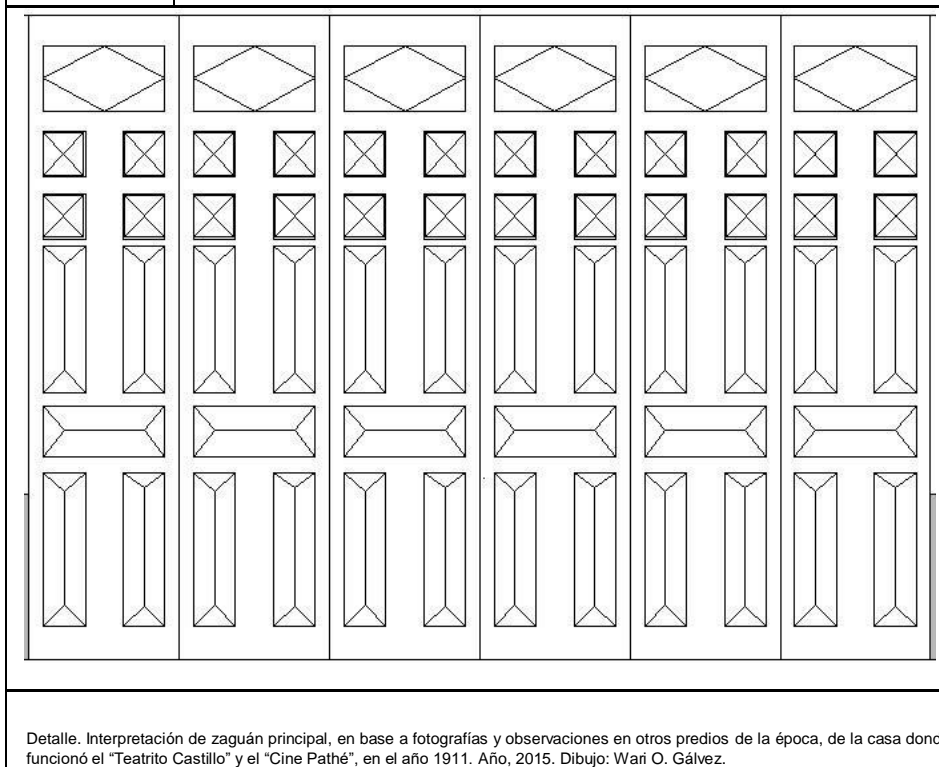 Detalle. Interpretación de zaguán principal, en base a fotografías y observaciones en otros predios de la época, de la casa dond
funcionó el “Teatrito Castillo” y el “Cine Pathé”, en el año 1911. Año, 2015. Dibujo: Wari O. Gálvez.